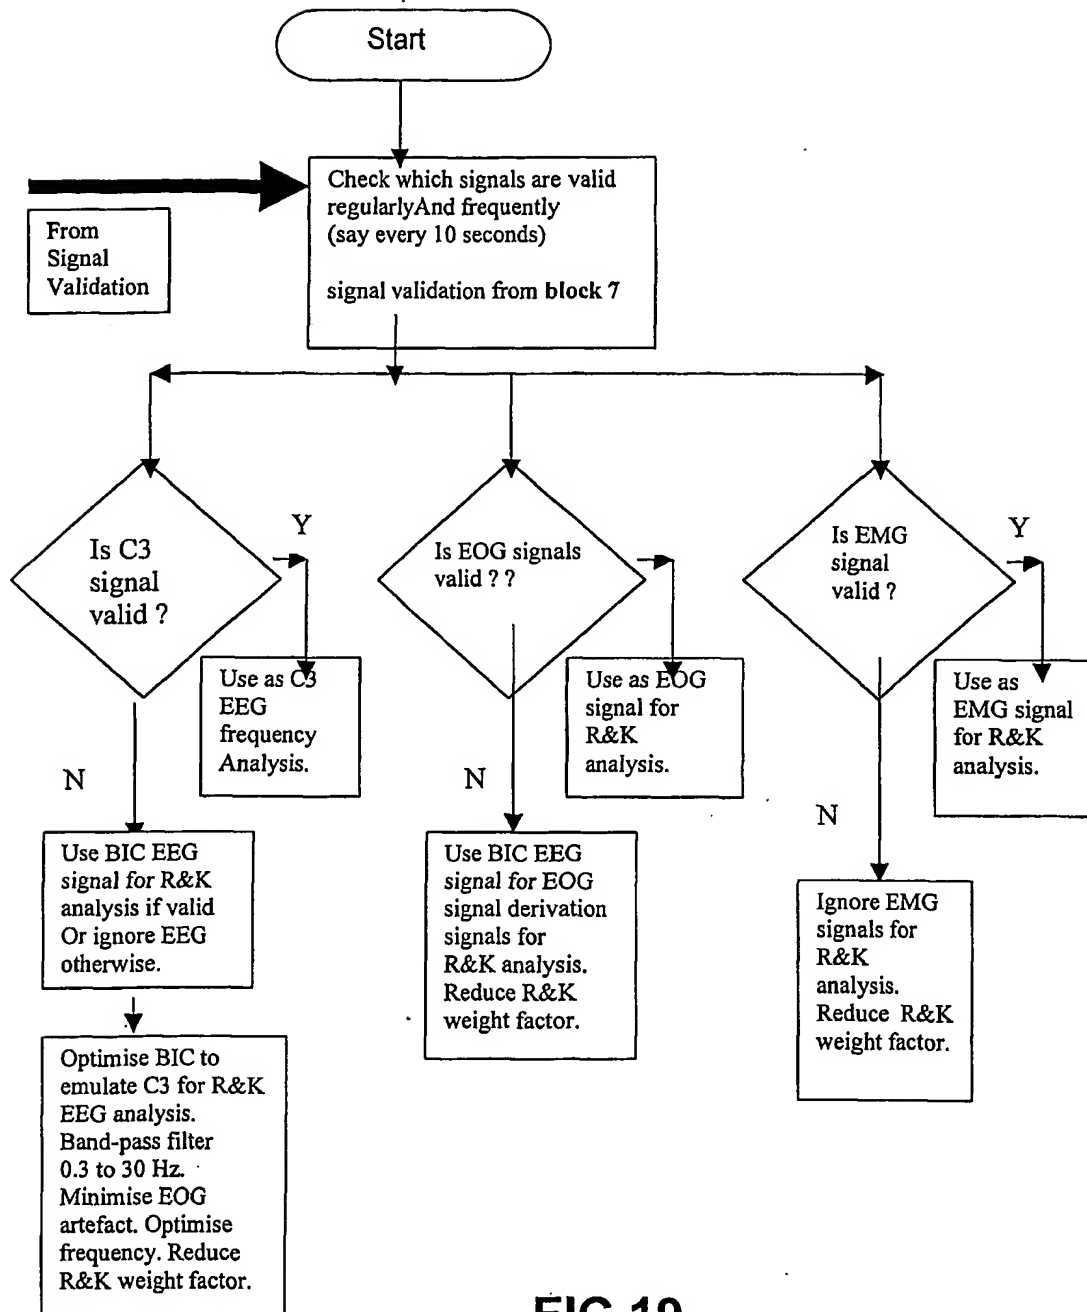 Start
Check which signals are valid
regularlyAnd frequently
(say every 10 seconds)
signal validation from block 7
From
Signal
Validation
Is C3
signal
valid ?
Y
Is EOG signals
valid ? ?
Is EMG
signal
valid ?
Y
Use as C3
EEG
frequency
Analysis.
Use as EOG
signal for
R&K
analysis.
Use as
EMG signal
for R&K
analysis.
N
N
N
Use BIC EEG
signal for R&K
analysis if valid
Or ignore EEG
otherwise.
Use BIC EEG
signal for EOG
signal derivation
signals for
R&K analysis.
Reduce R&K
weight factor.
Ignore EMG
signals for
R&K
analysis.
Reduce R&K
weight factor.
Optimise BIC to
emulate C3 for R&K
EEG analysis.
Band-pass filter
0.3 to 30 Hz.
Minimise EOG
artefact. Optimise
frequency. Reduce
R&K weight factor.
FIG 19